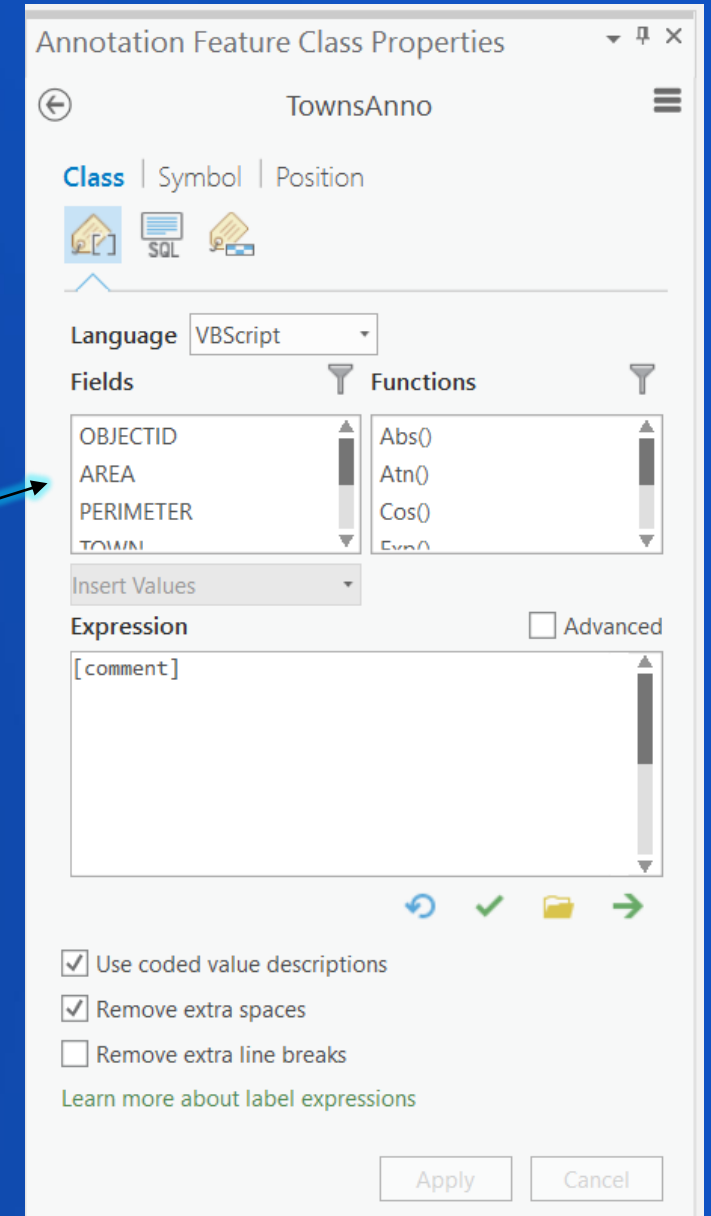 Annotation Feature Class Properties
TownsAnno
Class | Symbol | Position
SQL
Language VBScript
Fields Functions
OBJECTID Abs()
AREA Atn()
PERIMETER Cos()
TOWN Exp()
Insert Values
Expression Advanced
[comment]
Use coded value descriptions
Remove extra spaces
Remove extra line breaks
Learn more about label expressions
Apply Cancel